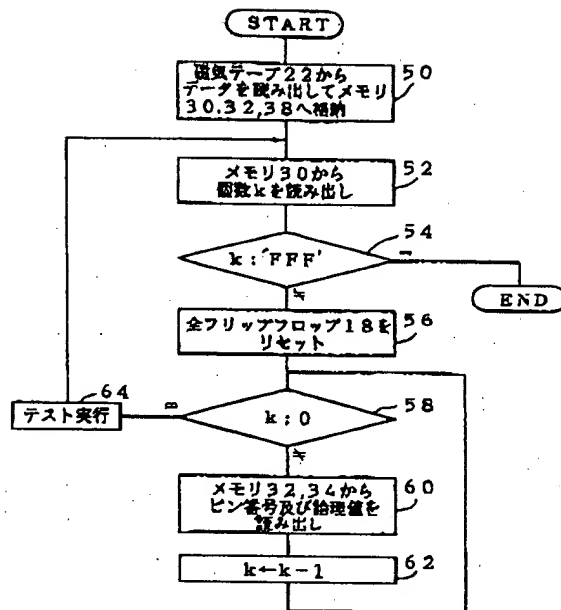 START
磁気テープ22から
データを読み出してメモリ
30,32,38へ格納
50
メモリ30から
個数kを読み出し
52
k:'FFF'
54
=
≠
END
全フリップフロップ18を
リセット
56
64
テスト実行
=
k:0
58
≠
メモリ32,34から
ピン番号及び論理値を
読み出し
60
k←k-1
62